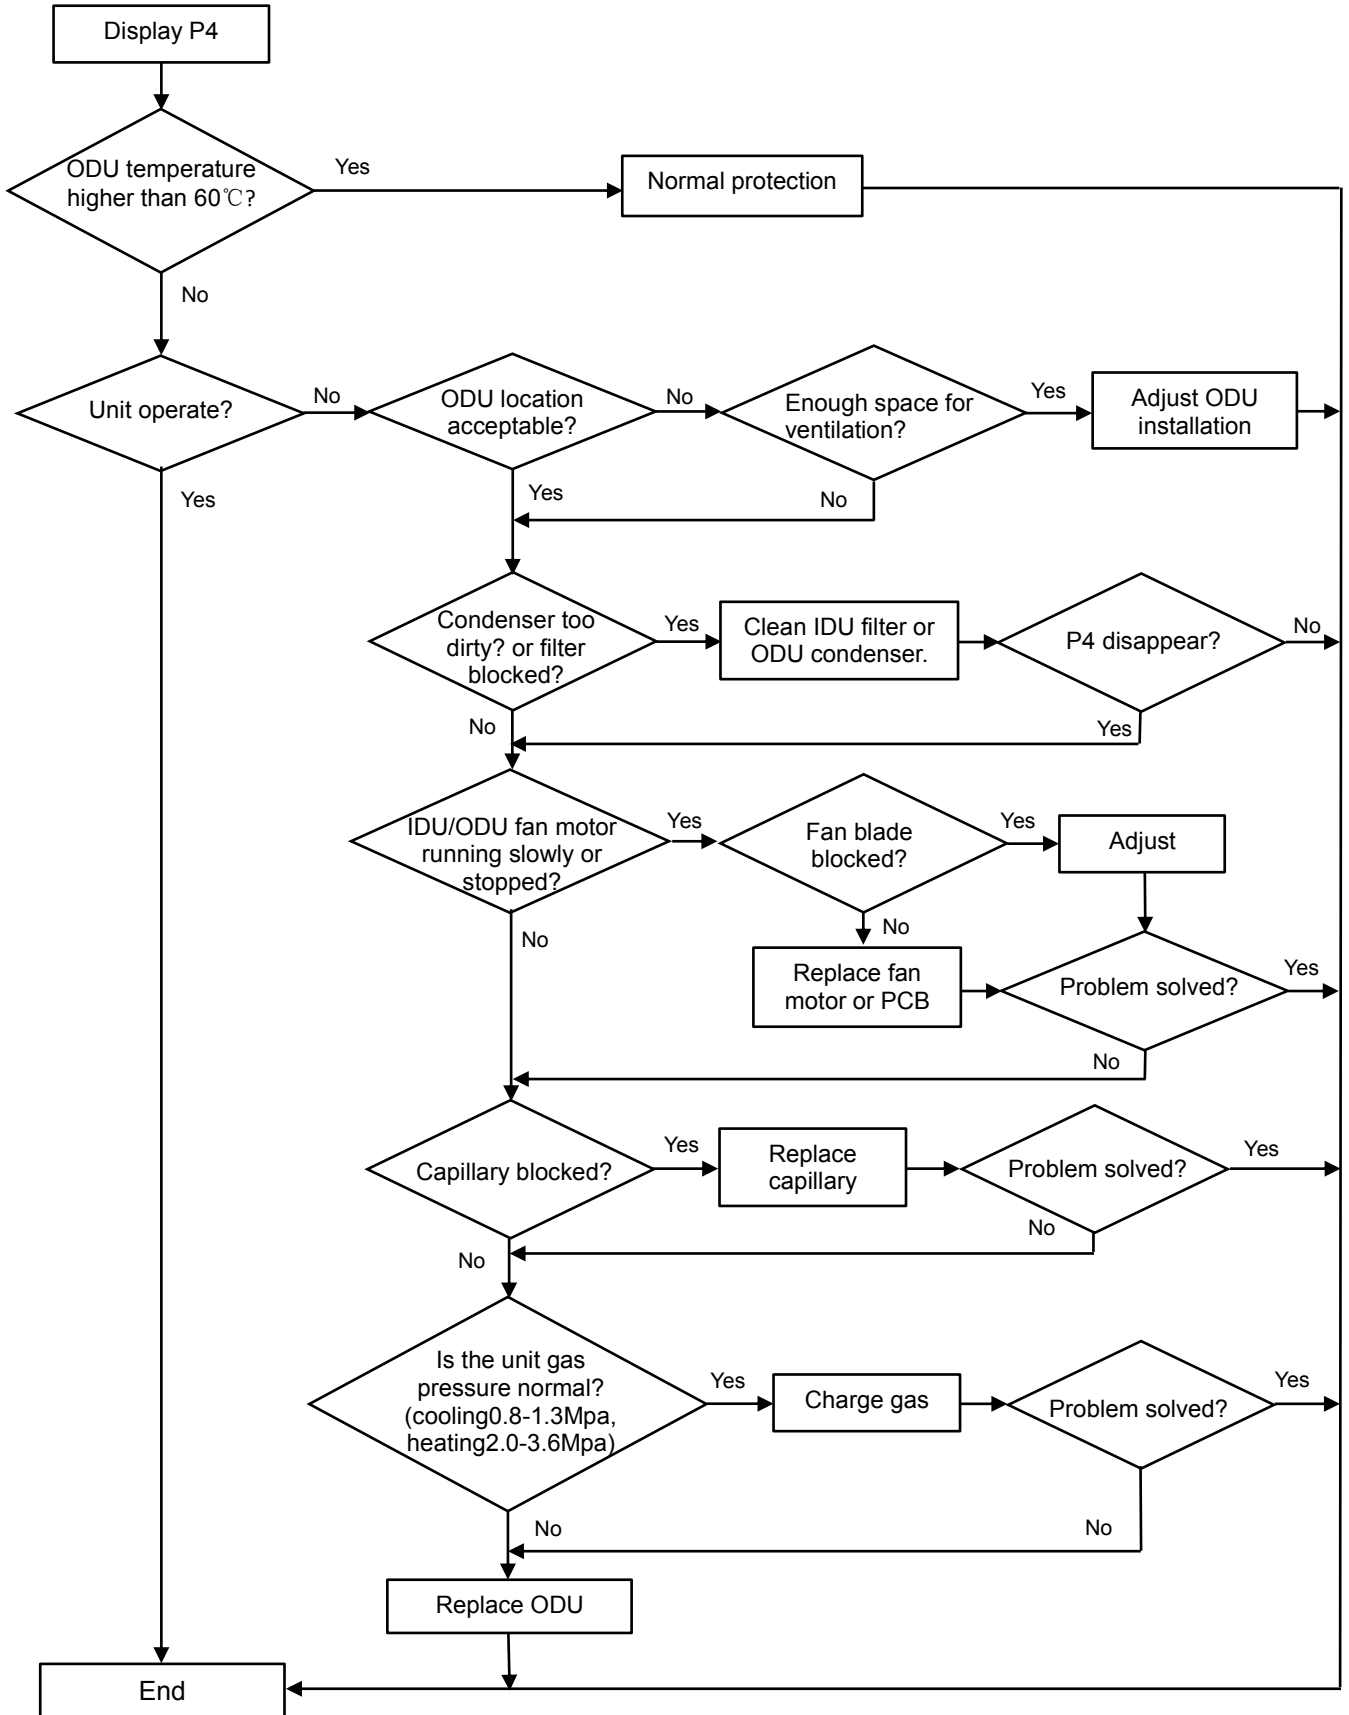 Display P4
ODU temperature
higher than 60℃?
Yes
Normal protection
No
Unit operate?
No
ODU location
acceptable?
No
Enough space for
ventilation?
Yes
Adjust ODU
installation
Yes
Yes
No
Condenser too
dirty? or filter
blocked?
Yes
Clean IDU filter or
ODU condenser.
P4 disappear?
No
No
Yes
IDU/ODU fan motor
running slowly or
stopped?
Yes
Fan blade
blocked?
Yes
Adjust
No
No
Replace fan
motor or PCB
Problem solved?
Yes
No
Capillary blocked?
Yes
Replace
capillary
Problem solved?
Yes
No
No
Is the unit gas
pressure normal?
(cooling0.8-1.3Mpa,
heating2.0-3.6Mpa)
Yes
Charge gas
Problem solved?
Yes
No
No
Replace ODU
End